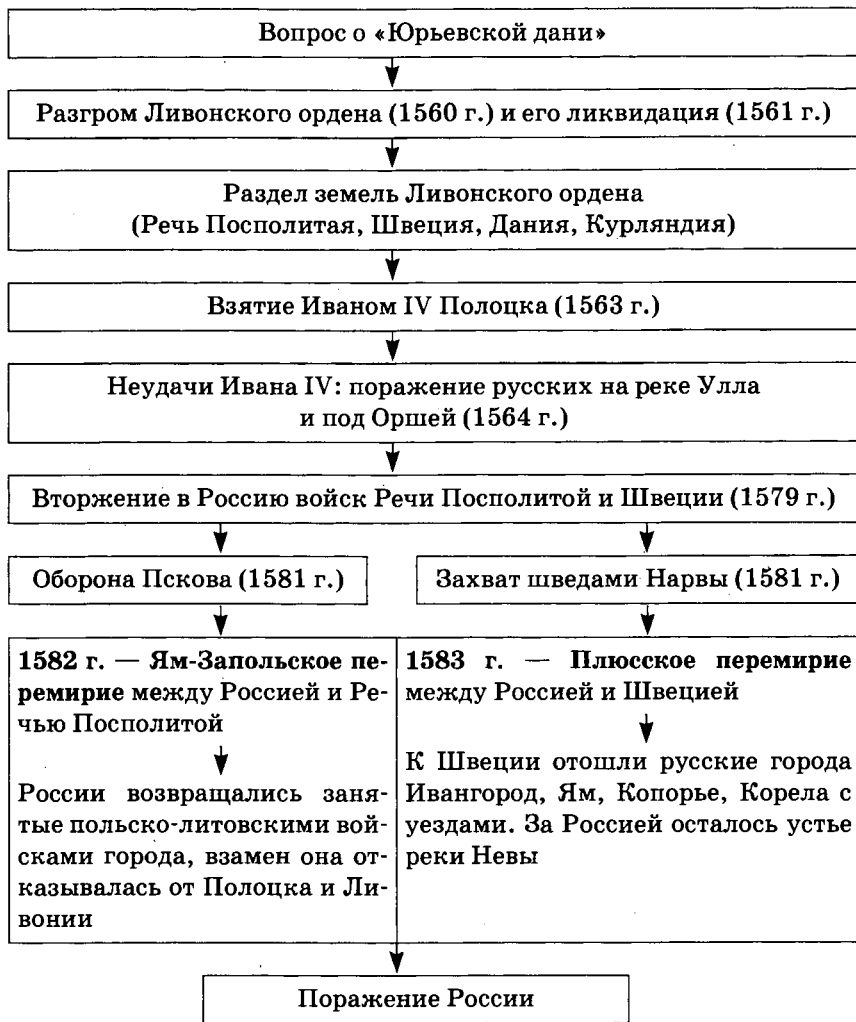 Вопрос о «Юрьевской дани»
Разгром Ливонского ордена (1560 г.) и его ликвидация (1561 г.)
Раздел земель Ливонского ордена
(Речь Посполитая, Швеция, Дания, Курляндия)
Взятие Иваном IV Полоцка (1563 г.)
Неудачи Ивана IV: поражение русских на реке Улла
и под Оршей (1564 г.)
Вторжение в Россию войск Речи Посполитой и Швеции (1579 г.)
Оборона Пскова (1581 г.)
Захват шведами Нарвы (1581 г.)
1582 г. — Ям-Запольское пе-
ремирие между Россией и Ре-
чью Посполитой
России возвращались заня-
тые польско-литовскими вой-
сками города, взамен она от-
казывалась от Полоцка и Ли-
вонии
1583 г. — Плюсское перемирие
между Россией и Швецией
К Швеции отошли русские города
Ивангород, Ям, Копорье, Корела с
уездами. За Россией осталось устье
реки Невы
Поражение России